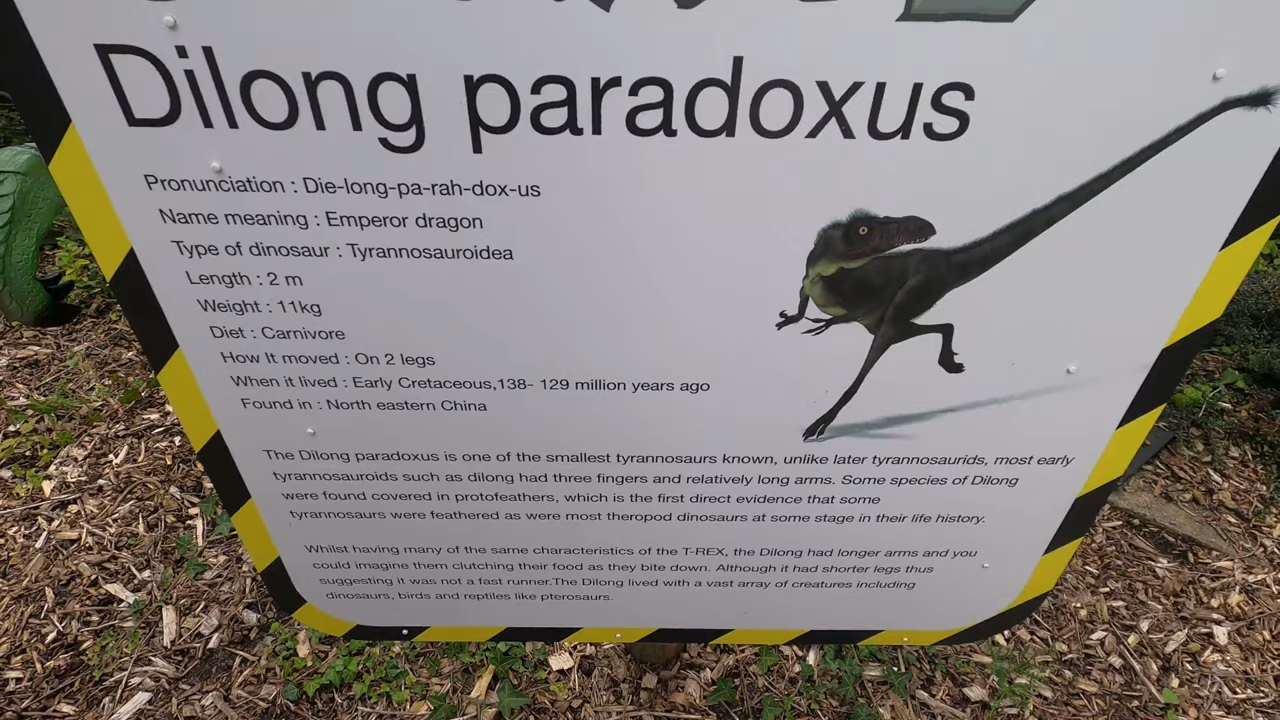 Dilong paradoxus
Pronunciation : Die-long-pa-rah-dox-us
Name meaning : Emperor dragon
Type of dinosaur : Tyrannosauroidea
Length : 2 m
Weight : 11kg
Diet : Carnivore
How It moved : On 2 legs
When it lived : Early Cretaceous,138- 129 million years ago
Found in : North eastern China
The Dilong paradoxus is one of the smallest tyrannosaurs known, unlike later tyrannosaurids, most early
tyrannosauroids such as dilong had three fingers and relatively long arms. Some species of Dilong
were found covered in protofeathers, which is the first direct evidence that some
tyrannosaurs were feathered as were most theropod dinosaurs at some stage in their life history.
Whilst having many of the same characteristics of the T-REX, the Dilong had longer arms and you
could imagine them clutching their food as they bite down. Although it had shorter legs thus
suggesting it was not a fast runner.The Dilong lived with a vast array of creatures including
dinosaurs, birds and reptiles like pterosaurs.